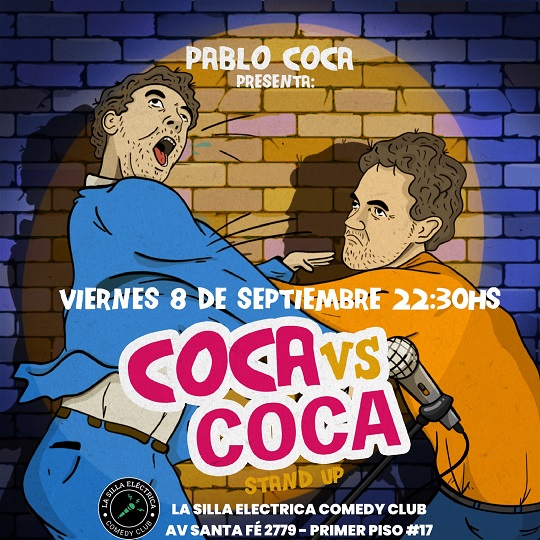 PABLO COCA
PRESENTA:
VIERNES 8 DE SEPTIEMBRE 22:30HS
COCA VS
COCA
STAND UP
LA SILLA ELECTRICA
COMEDY CLUB
LA SILLA ELECTRICA COMEDY CLUB
AV SANTA FÉ 2779 - PRIMER PISO #17